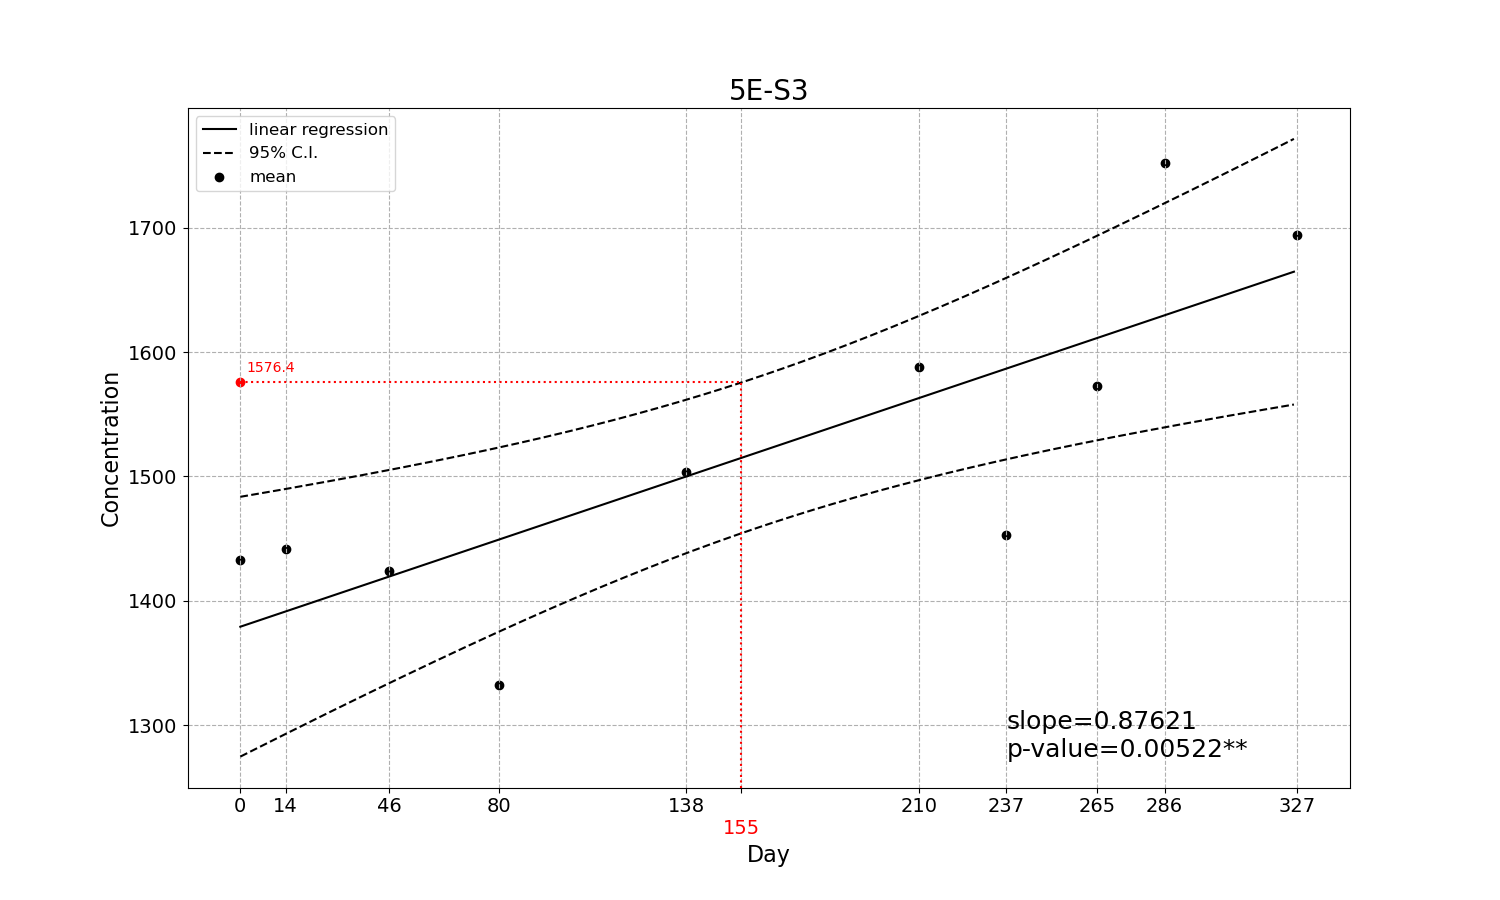 5E-S3
linear regression
95% C.I.
mean
1700
1600
1500
1400
1300
1576.4
Concentration
slope=0.87621
p-value=0.00522**
0 14 46 80 138 210 237 265 286 327
155
Day